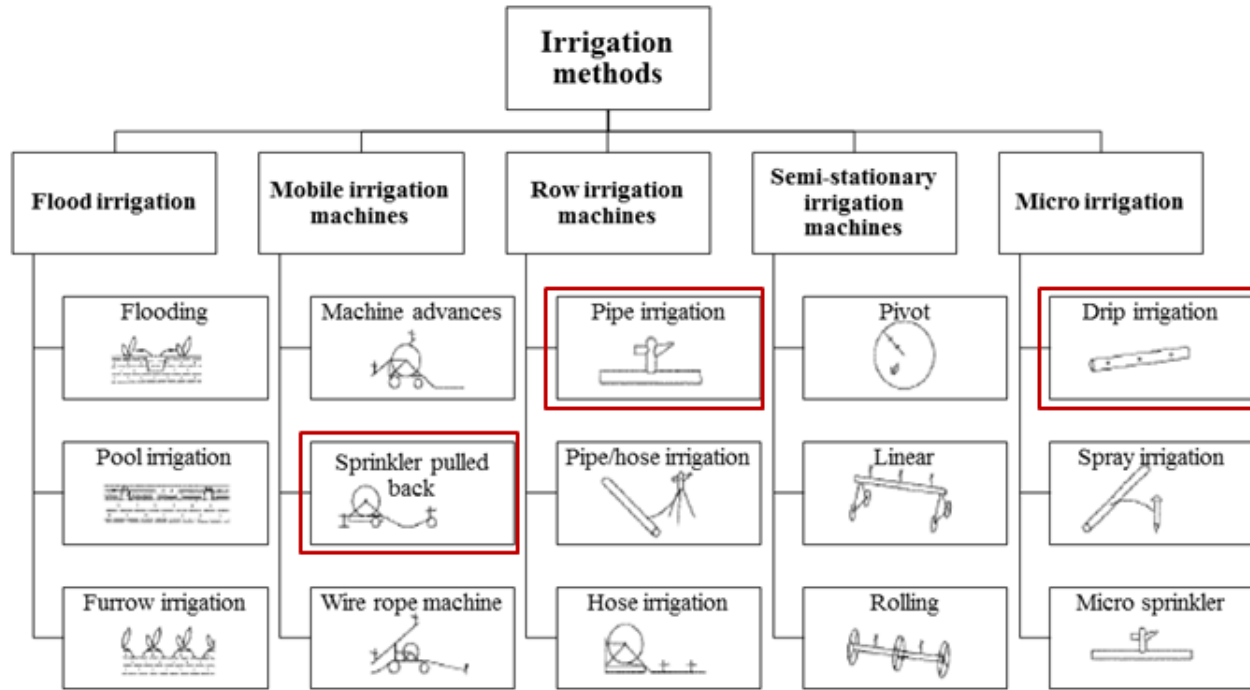 Irrigation
methods
Flood irrigation
Mobile irrigation
machines
Row irrigation
machines
Semi-stationary
irrigation
machines
Micro irrigation
Flooding
Machine advances
Pipe irrigation
Pivot
Drip irrigation
Pool irrigation
Sprinkler pulled
back
Pipe/hose irrigation
Linear
Spray irrigation
Furrow irrigation
Wire rope machine
Hose irrigation
Rolling
Micro sprinkler